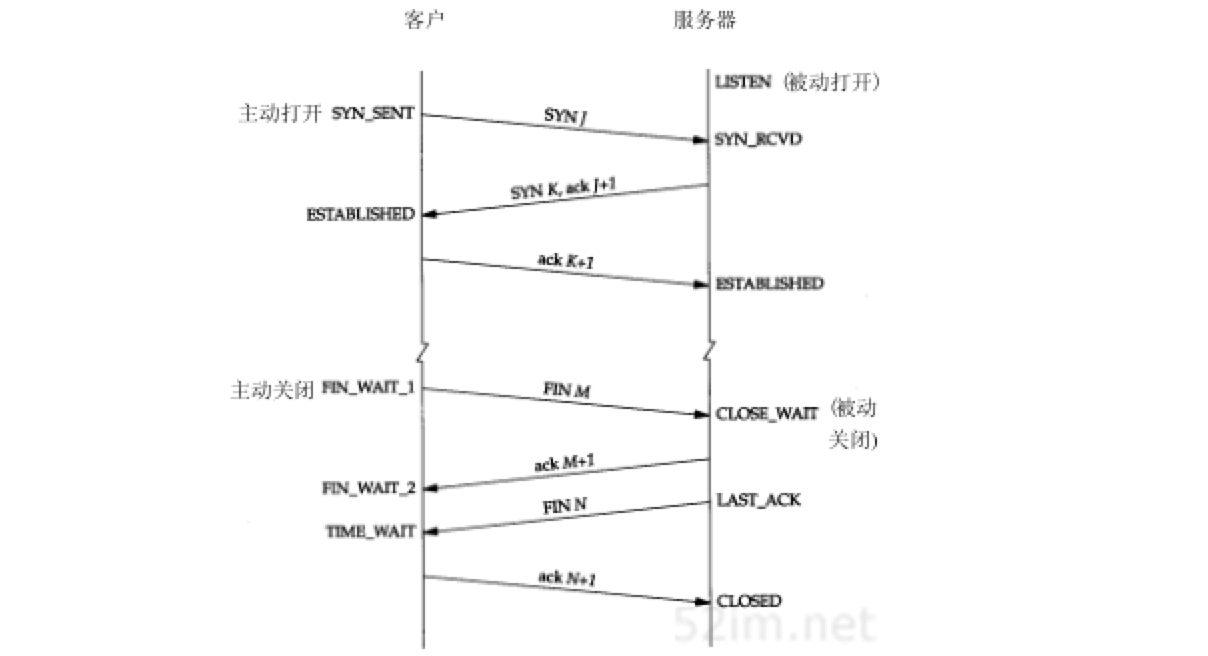 客户 服务器
LISTEN (被动打开)
主动打开 SYN_SENT
SYN J
SYN_RCVD
SYN K, ack J+1
ESTABLISHED
ack K+1
ESTABLISHED
主动关闭 FIN_WAIT_1
FIN M
CLOSE_WAIT (被动
关闭)
ack M+1
FIN_WAIT_2
FIN N
LAST_ACK
TIME_WAIT
ack N+1
CLOSED
52im.net